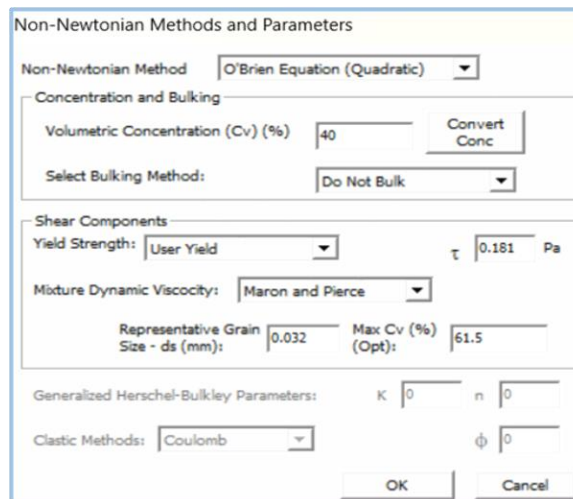 Non-Newtonian Methods and Parameters
Non-Newtonian Method O'Brien Equation (Quadratic)
Concentration and Bulking
Volumetric Concentration (Cv) (%) 40 Convert Conc
Select Bulking Method: Do Not Bulk
Shear Components
Yield Strength: User Yield τ 0.181 Pa
Mixture Dynamic Viscocity: Maron and Pierce
Representative Grain Size - ds (mm): 0.032 Max Cv (%) (Opt): 61.5
Generalized Herschel-Bulkley Parameters: K 0 n 0
Clastic Methods: Coulomb ϕ 0
OK Cancel